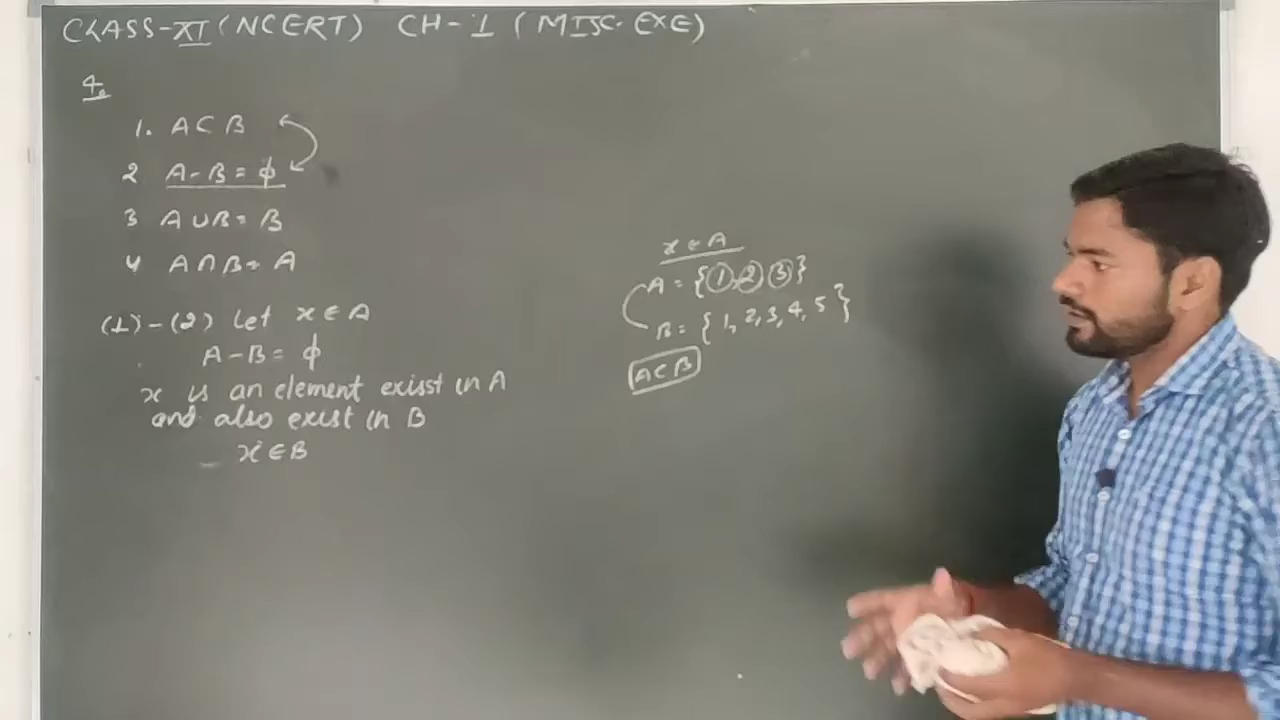 CLASS-XI (NCERT) CH-1 (MISC. EXE)
4.
1. A⊂B
2 A-B=ϕ
3 A∪B=B
4 A∩B=A
(1)-(2) Let x∈A
A-B=ϕ
x is an element exisst in A
and also exist in B
x∈B
x∈A
A={1,2,3}
B={1,2,3,4,5}
A⊂B